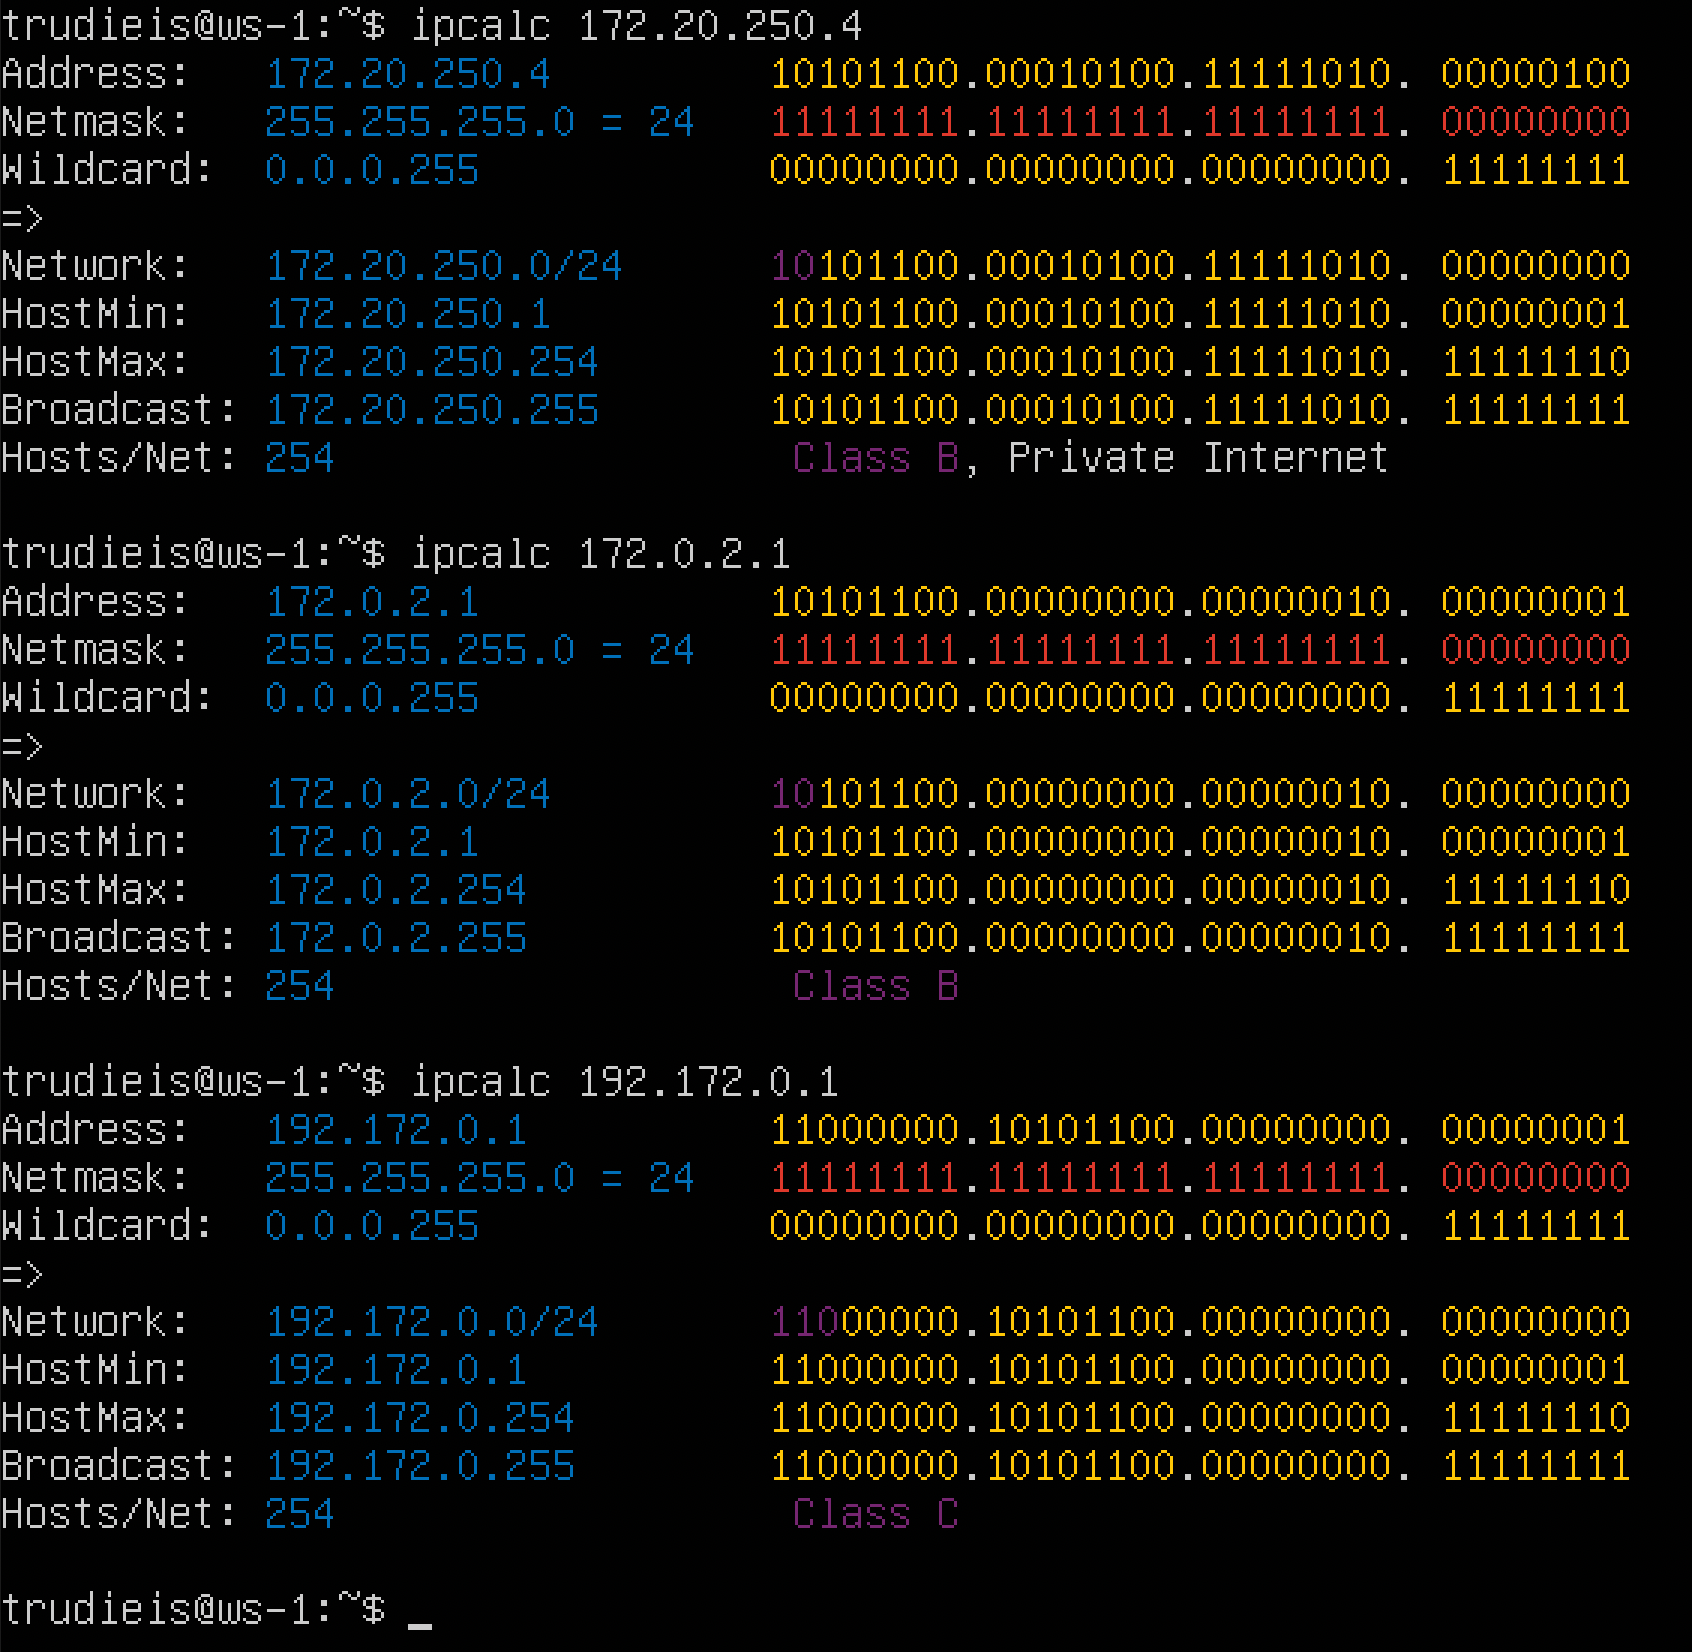 trudieis@ws-1:~$ ipcalc 172.20.250.4
Address:   172.20.250.4         10101100.00010100.11111010. 00000100
Netmask:   255.255.255.0 = 24   11111111.11111111.11111111. 00000000
Wildcard:  0.0.0.255            00000000.00000000.00000000. 11111111
=>
Network:   172.20.250.0/24      10101100.00010100.11111010. 00000000
HostMin:   172.20.250.1         10101100.00010100.11111010. 00000001
HostMax:   172.20.250.254       10101100.00010100.11111010. 11111110
Broadcast: 172.20.250.255       10101100.00010100.11111010. 11111111
Hosts/Net: 254                   Class B, Private Internet
trudieis@ws-1:~$ ipcalc 172.0.2.1
Address:   172.0.2.1            10101100.00000000.00000010. 00000001
Netmask:   255.255.255.0 = 24   11111111.11111111.11111111. 00000000
Wildcard:  0.0.0.255            00000000.00000000.00000000. 11111111
=>
Network:   172.0.2.0/24         10101100.00000000.00000010. 00000000
HostMin:   172.0.2.1            10101100.00000000.00000010. 00000001
HostMax:   172.0.2.254          10101100.00000000.00000010. 11111110
Broadcast: 172.0.2.255          10101100.00000000.00000010. 11111111
Hosts/Net: 254                   Class B
trudieis@ws-1:~$ ipcalc 192.172.0.1
Address:   192.172.0.1          11000000.10101100.00000000. 00000001
Netmask:   255.255.255.0 = 24   11111111.11111111.11111111. 00000000
Wildcard:  0.0.0.255            00000000.00000000.00000000. 11111111
=>
Network:   192.172.0.0/24       11000000.10101100.00000000. 00000000
HostMin:   192.172.0.1          11000000.10101100.00000000. 00000001
HostMax:   192.172.0.254        11000000.10101100.00000000. 11111110
Broadcast: 192.172.0.255        11000000.10101100.00000000. 11111111
Hosts/Net: 254                   Class C
trudieis@ws-1:~$ _